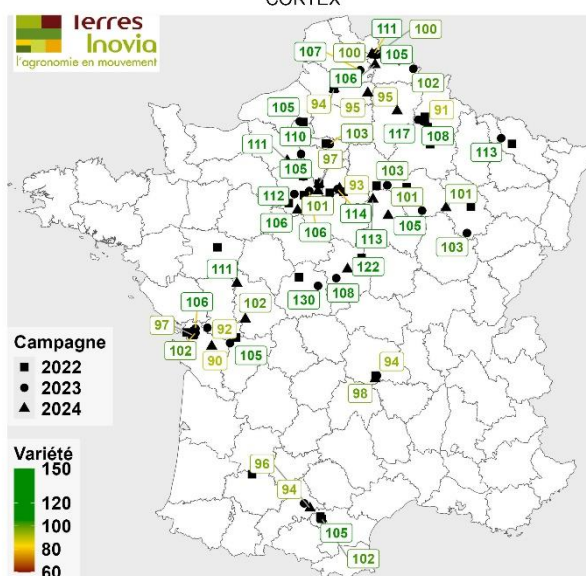 CORTEX
Terres
Inovia
l'agronomie en mouvement
107 100 111 100
105
106 102
94 95 95
105 91
110 103 117 108
111 113
97
105 93 103
112 101 101 101
106 114 105
106 113 103
111 122
130 108
106 102
97 92
102 90 105
94
98
96
94
105
102
Campagne
2022
2023
2024
Variété
150
120
100
80
60